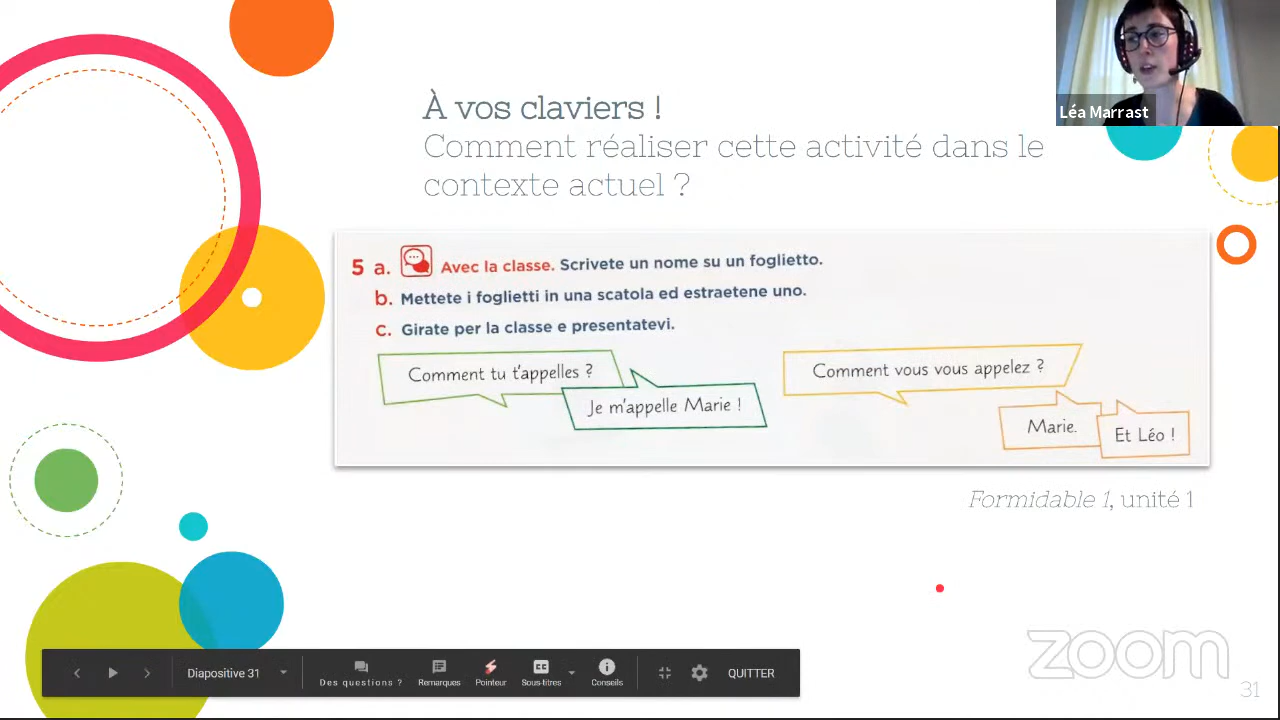 Léa Marrast
À vos claviers !
Comment réaliser cette activité dans le
contexte actuel ?
5 a. Avec la classe. Scrivete un nome su un foglietto.
b. Mettete i foglietti in una scatola ed estraetene uno.
c. Girate per la classe e presentatevi.
Comment tu t'appelles ?
Je m'appelle Marie !
Comment vous vous appelez ?
Marie.
Et Léo !
Formidable 1, unité 1
Diapositive 31
Des questions ?
Remarques
Pointeur
CC
Sous-titres
Conseils
QUITTER
zoom
31